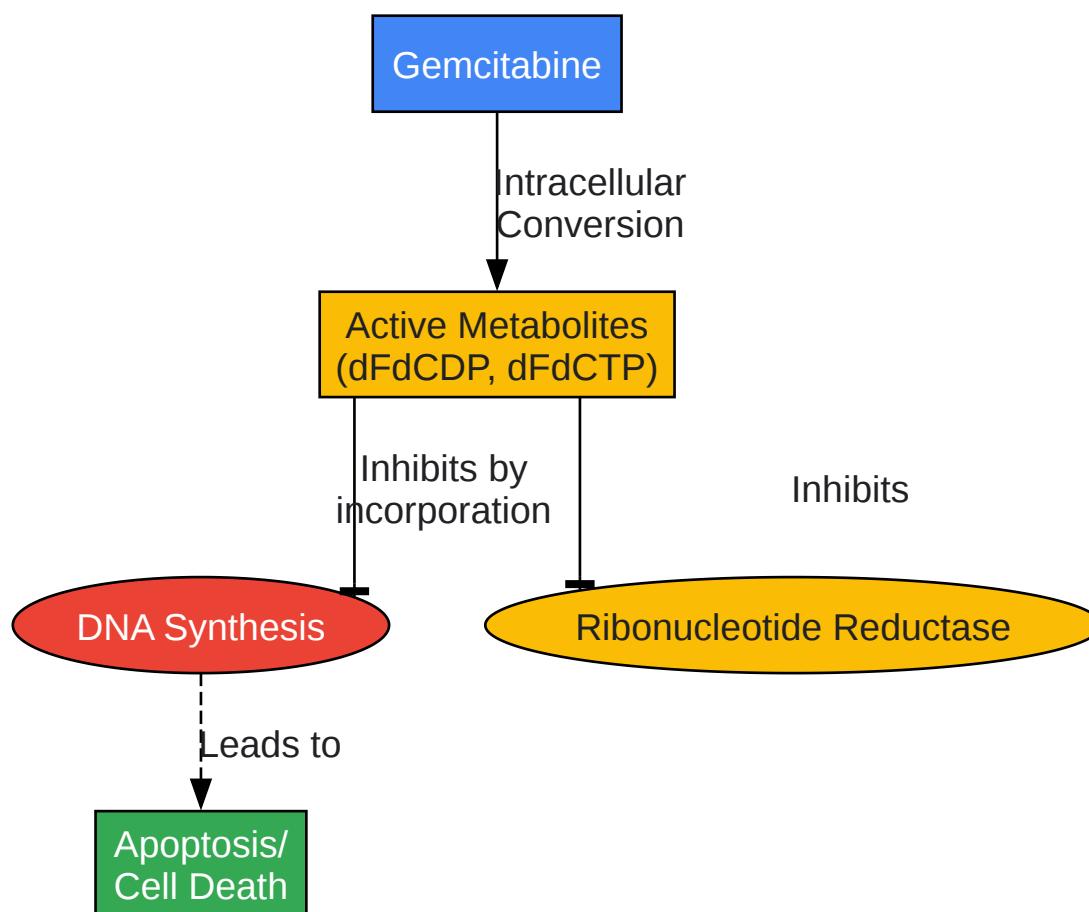 Gemcitabine
Intracellular
Conversion
Active Metabolites
(dFdCDP, dFdCTP)
Inhibits by
incorporation
Inhibits
DNA Synthesis
Ribonucleotide Reductase
Leads to
Apoptosis/
Cell Death